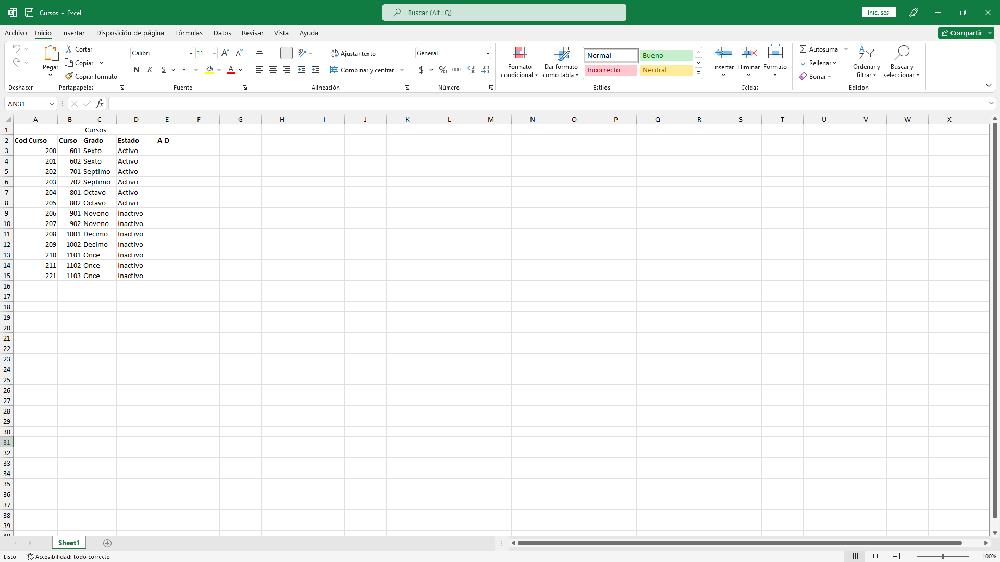 Cursos - Excel
Buscar (Alt+Q)
Inic. ses.
Archivo Inicio Insertar Disposición de página Fórmulas Datos Revisar Vista Ayuda
Compartir
Pegar
Cortar
Copiar
Copiar formato
Calibri 11
N K S
Ajustar texto
Combinar y centrar
General
$ % 000
Formato condicional
Dar formato como tabla
Normal Bueno
Incorrecto Neutral
Insertar Eliminar Formato
Autosuma
Rellenar
Borrar
Ordenar y filtrar
Buscar y seleccionar
Deshacer Portapapeles Fuente Alineación Número Estilos Celdas Edición
AN31 fx
A B C D E F G H I J K L M N O P Q R S T U V W X
1 Cursos
2 Cod Curso Curso Grado Estado A-D
3 200 601 Sexto Activo
4 201 602 Sexto Activo
5 202 701 Septimo Activo
6 203 702 Septimo Activo
7 204 801 Octavo Activo
8 205 802 Octavo Activo
9 206 901 Noveno Inactivo
10 207 902 Noveno Inactivo
11 208 1001 Decimo Inactivo
12 209 1002 Decimo Inactivo
13 210 1101 Once Inactivo
14 211 1102 Once Inactivo
15 221 1103 Once Inactivo
16
17
18
19
20
21
22
23
24
25
26
27
28
29
30
31
32
33
34
35
36
37
38
39
40
Sheet1
Listo Accesibilidad: todo correcto 100%